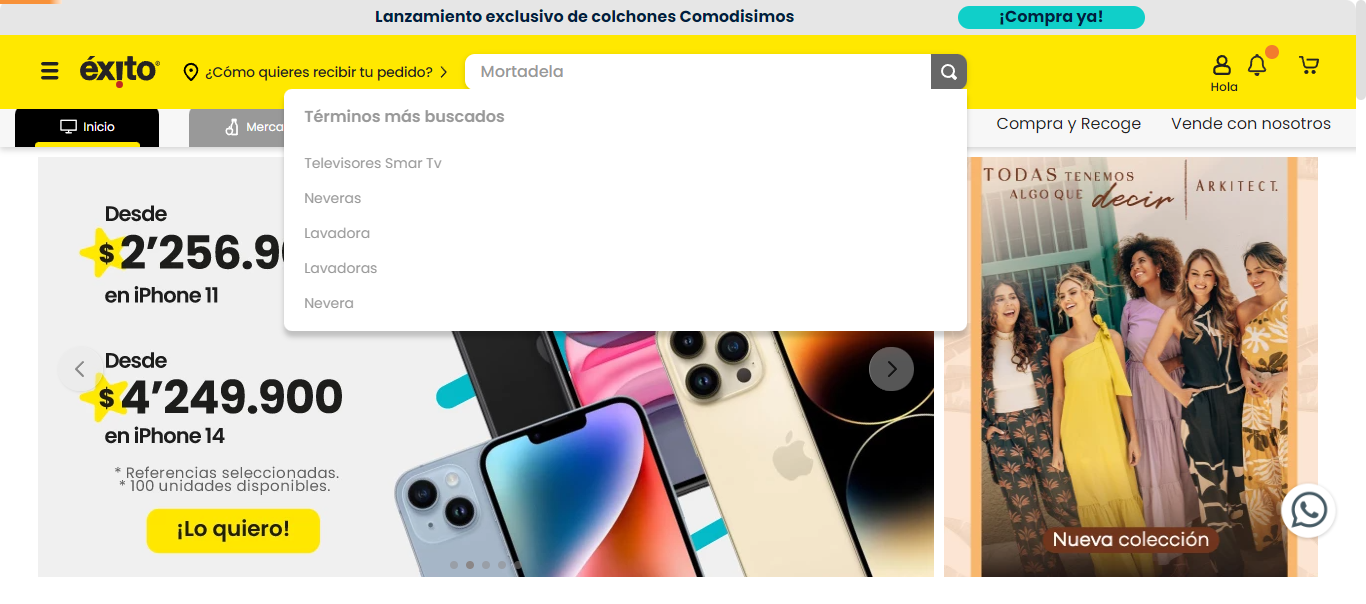 Lanzamiento exclusivo de colchones Comodisimos
¡Compra ya!
éxito
¿Cómo quieres recibir tu pedido?
Mortadela
Hola
Inicio
Merca
Compra y Recoge
Vende con nosotros
Términos más buscados
Televisores Smar Tv
Neveras
Lavadora
Lavadoras
Nevera
Desde
$2’256.9
en iPhone 11
Desde
$4’249.900
en iPhone 14
* Referencias seleccionadas.
* 100 unidades disponibles.
¡Lo quiero!
TODAS TENEMOS
ALGO QUE decir
ARKITECT.
Nueva colección